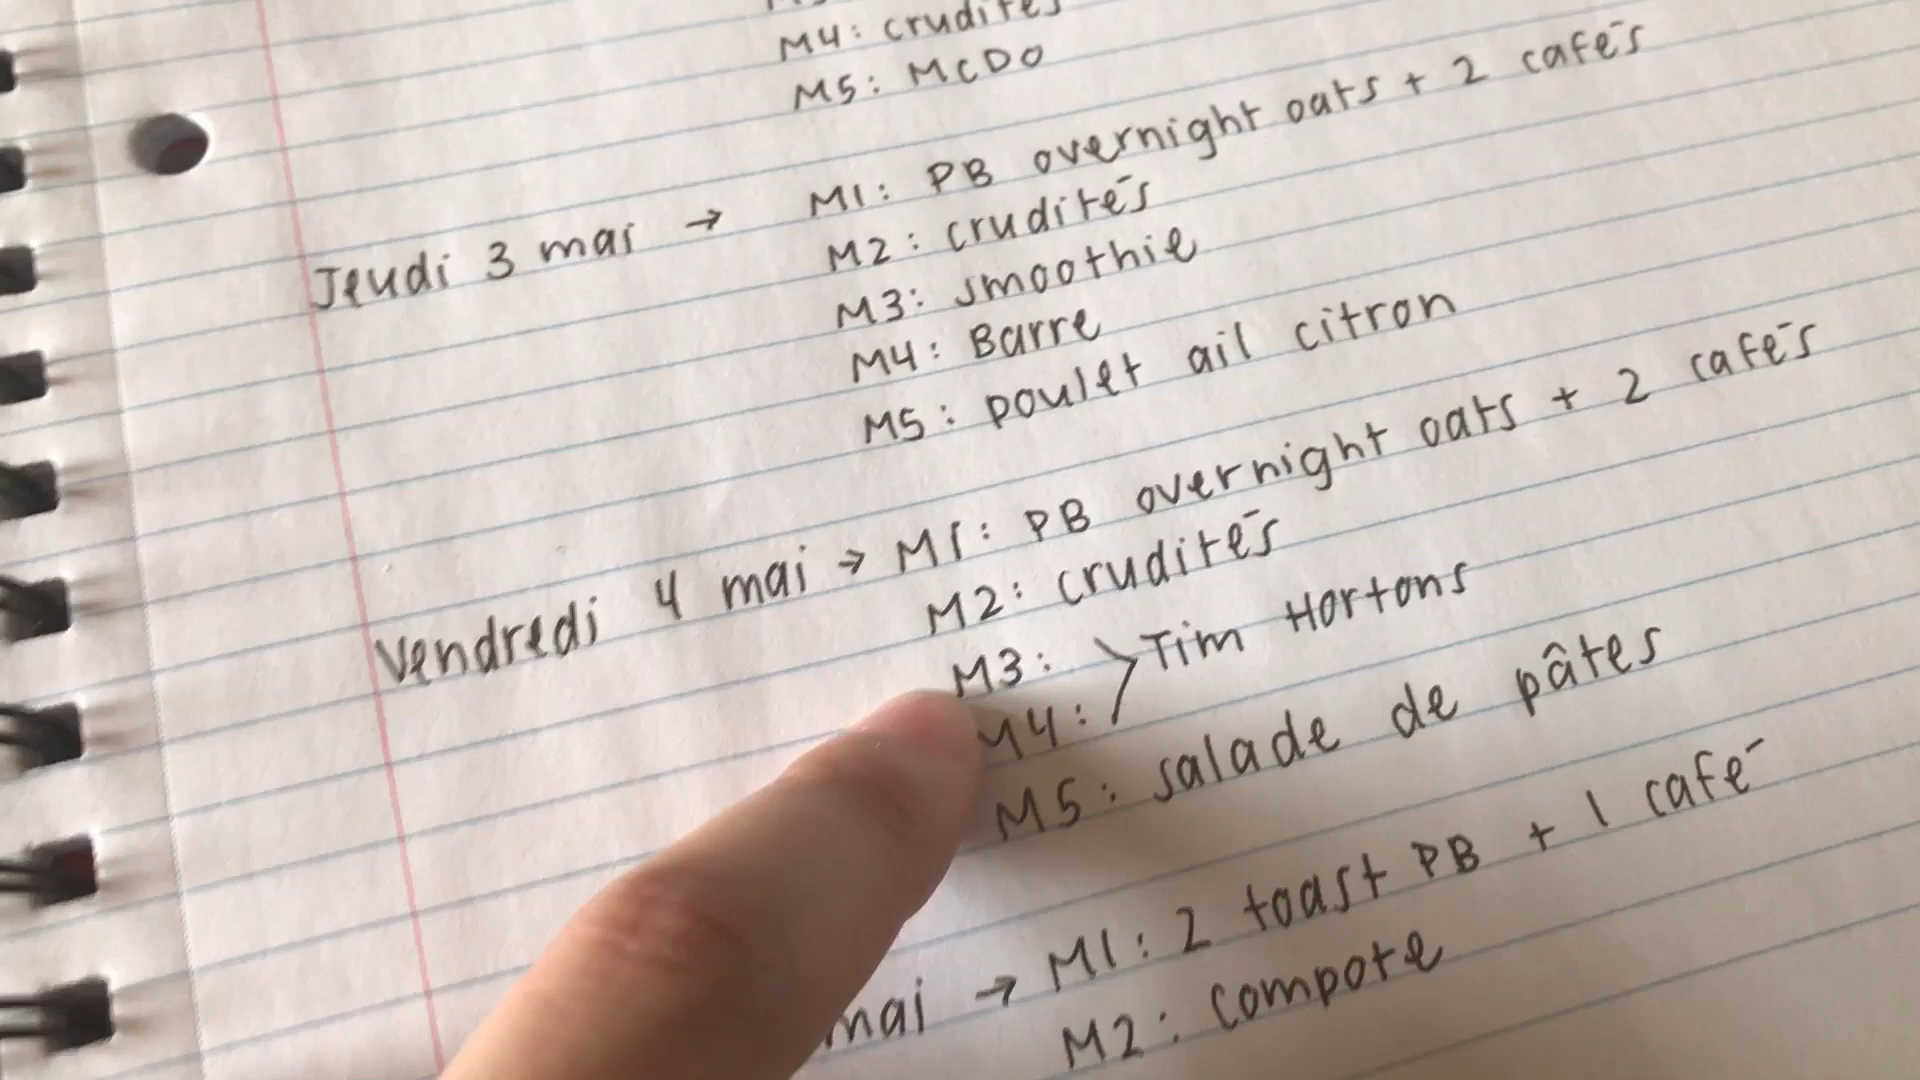 M4: crudités
M5: MCDO
Jeudi 3 mai → M1: PB overnight oats + 2 cafés
M2: crudités
M3: smoothie
M4: Barre
M5: poulet ail citron
Vendredi 4 mai → M1: PB overnight oats + 2 cafés
M2: crudités
M3: > Tim Hortons
M4:
M5: salade de pâtes
mai → M1: 2 toast PB + 1 café
M2: compote